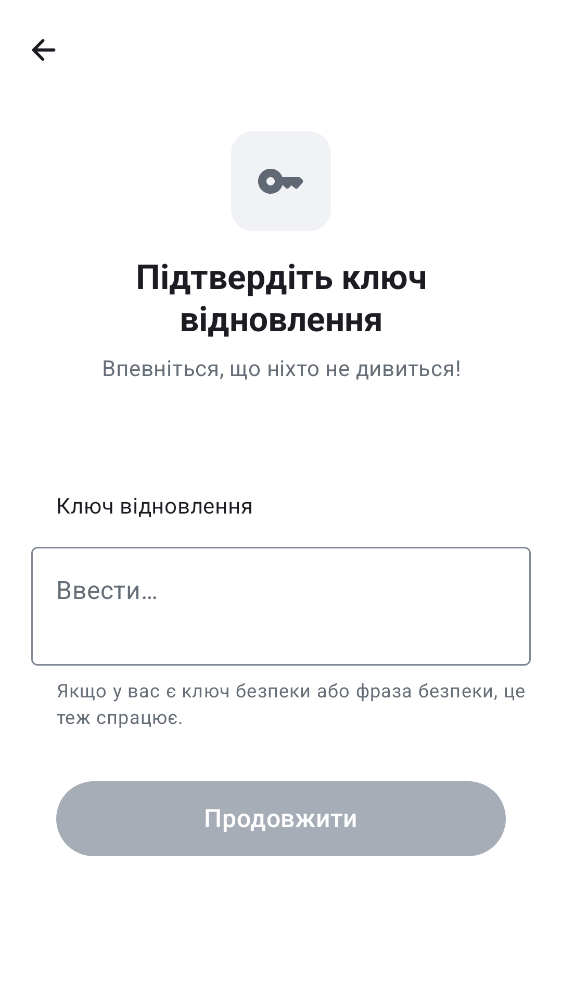 Підтвердіть ключ
відновлення
Впевніться, що ніхто не дивиться!
Ключ відновлення
Ввести…
Якщо у вас є ключ безпеки або фраза безпеки, це
теж спрацює.
Продовжити